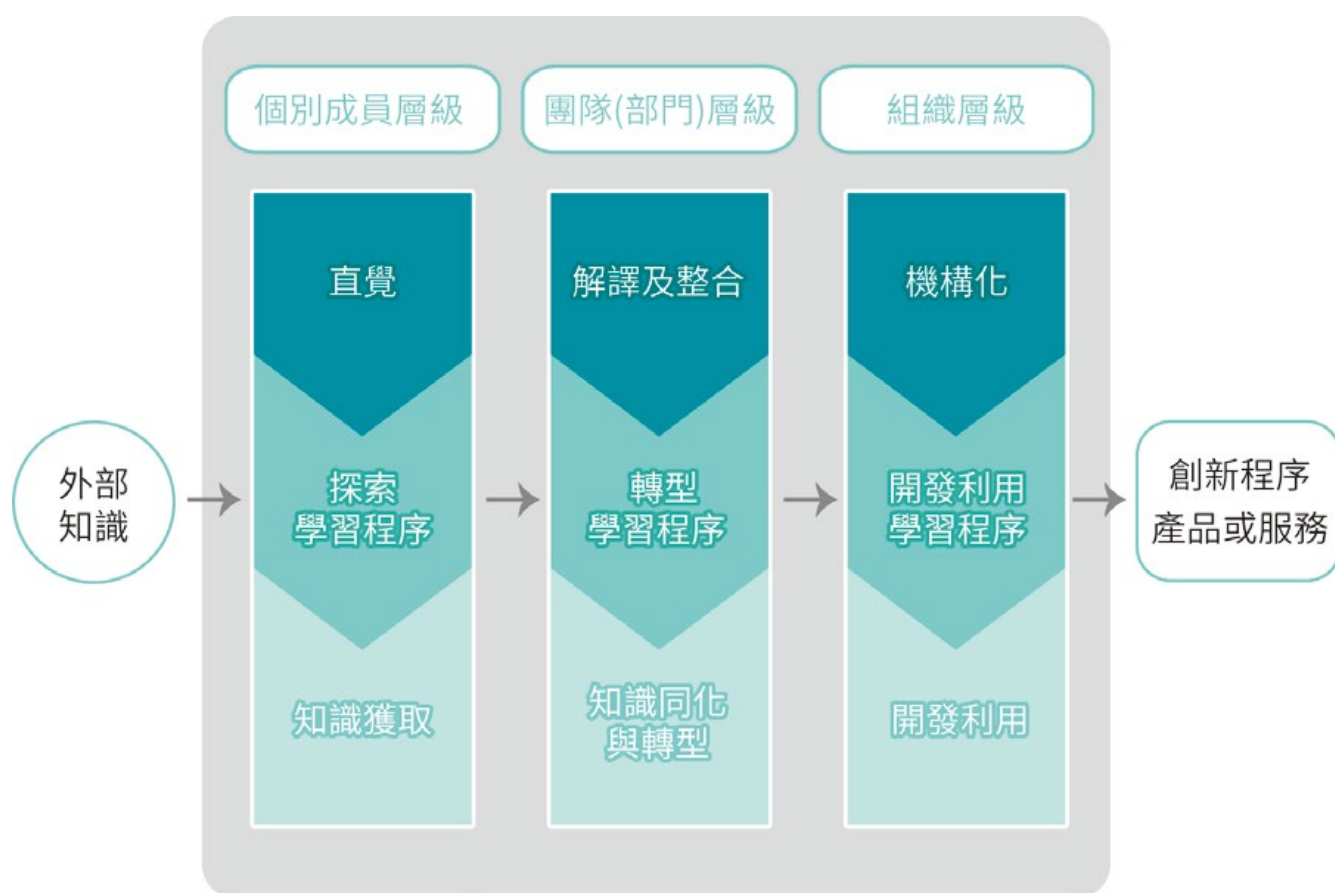 外部
知識
個別成員層級
直覺
探索
學習程序
知識獲取
團隊(部門)層級
解譯及整合
轉型
學習程序
知識同化
與轉型
組織層級
機構化
開發利用
學習程序
開發利用
創新程序
產品或服務